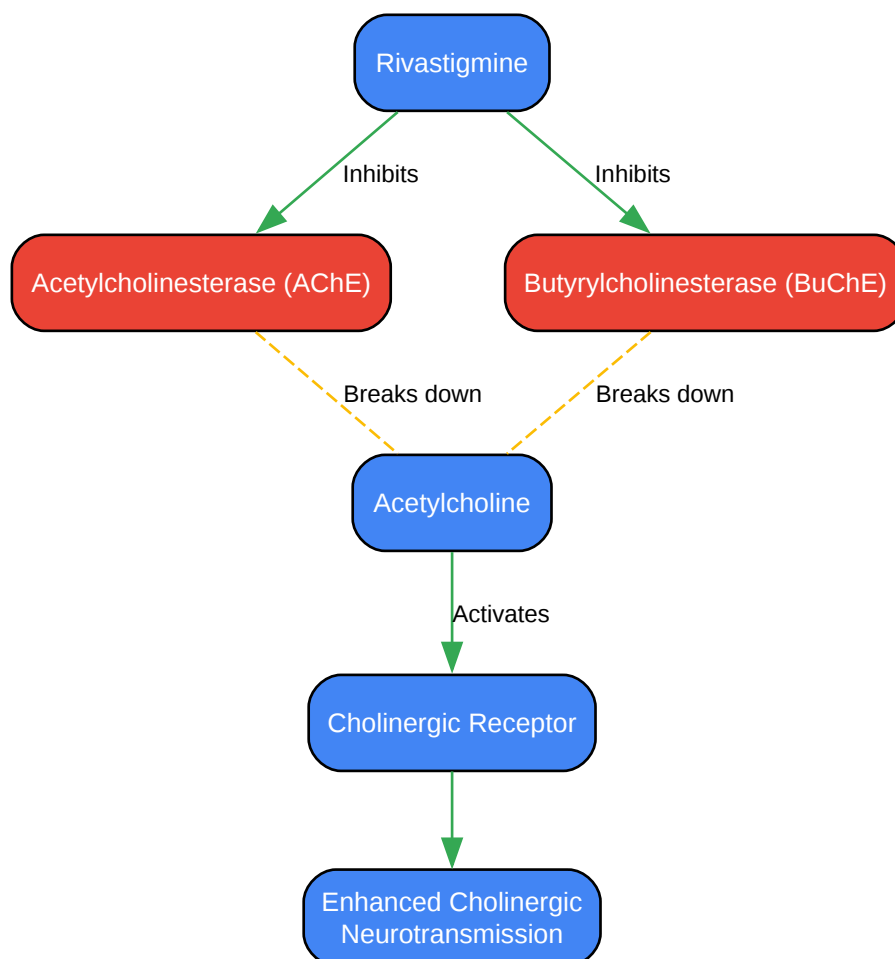 Rivastigmine
Inhibits
Inhibits
Acetylcholinesterase (AChE)
Butyrylcholinesterase (BuChE)
Breaks down
Breaks down
Acetylcholine
Activates
Cholinergic Receptor
Enhanced Cholinergic
Neurotransmission